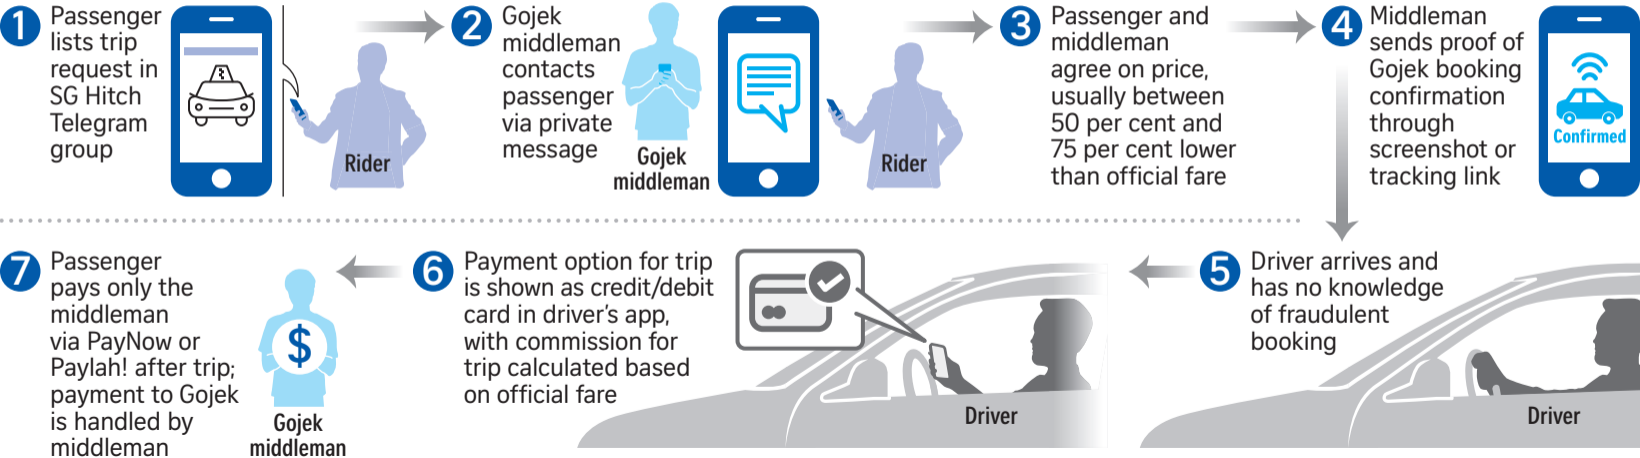 1
Passenger
lists trip
request in
SG Hitch
Telegram
group
Rider
2
Gojek
middleman
contacts
passenger
via private
message
Gojek
middleman
Rider
3
Passenger and
middleman
agree on price,
usually between
50 per cent and
75 per cent lower
than official fare
4
Middleman
sends proof of
Gojek booking
confirmation
through
screenshot or
tracking link
Confirmed
5
Driver arrives and
has no knowledge
of fraudulent
booking
Driver
6
Payment option for trip
is shown as credit/debit
card in driver's app,
with commission for
trip calculated based
on official fare
Driver
7
Passenger
pays only the
middleman
via PayNow or
Paylah! after trip;
payment to Gojek
is handled by
middleman
$
Gojek
middleman